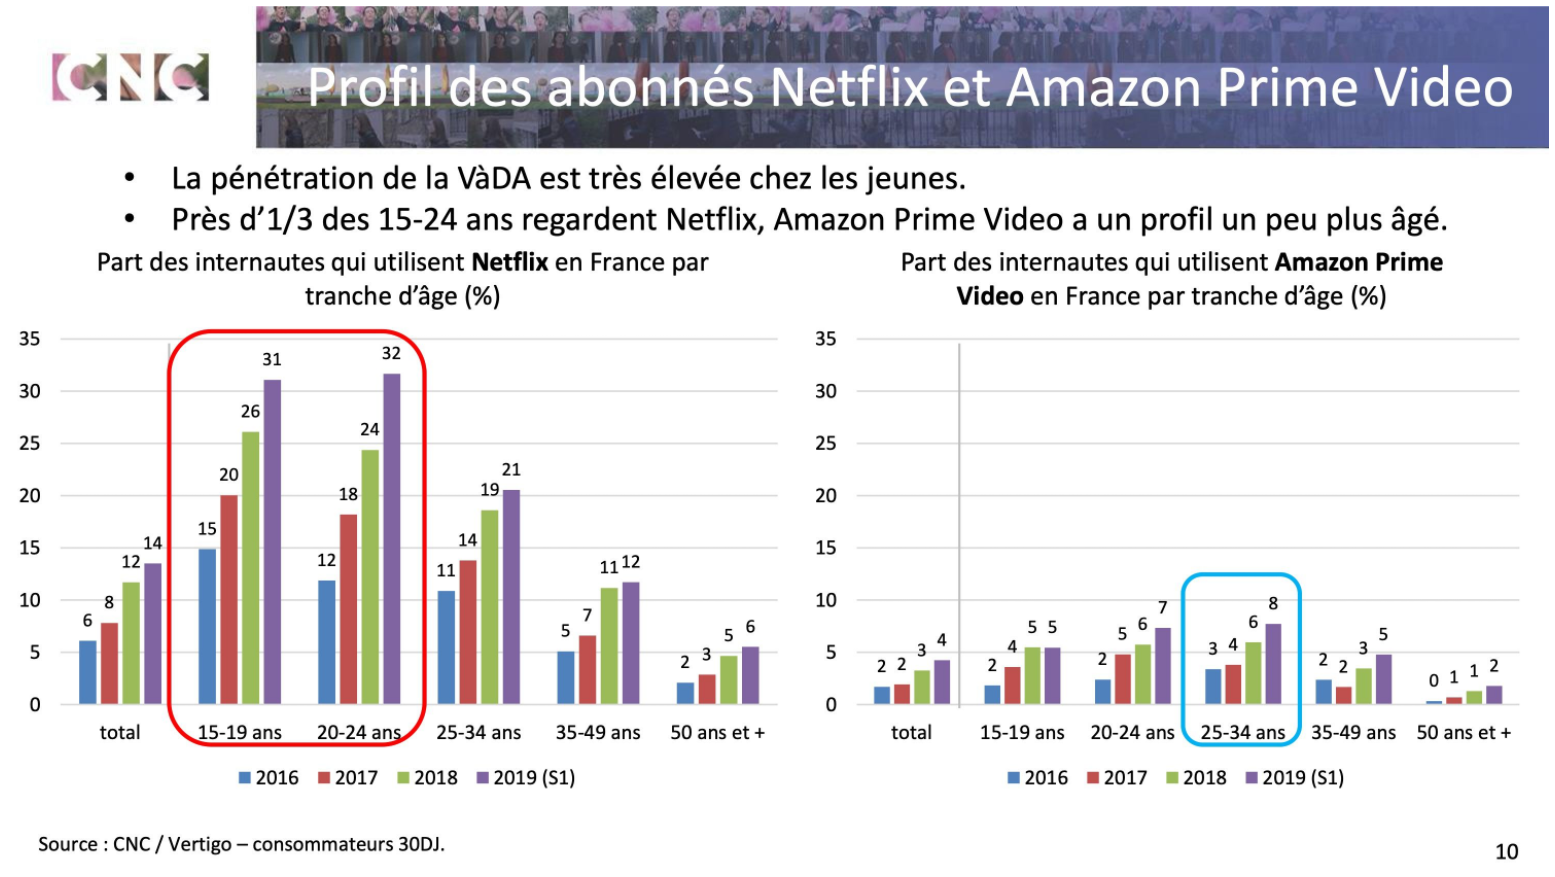 CNC
Profil des abonnés Netflix et Amazon Prime Video
• La pénétration de la VàDA est très élevée chez les jeunes.
• Près d’1/3 des 15-24 ans regardent Netflix, Amazon Prime Video a un profil un peu plus âgé.
Part des internautes qui utilisent Netflix en France par
tranche d’âge (%)
35
30
25
20
15
10
5
0
6 8 12 14
15 20 26 31
12 18 24 32
11 14 19 21
5 7 11 12
2 3 5 6
total 15-19 ans 20-24 ans 25-34 ans 35-49 ans 50 ans et +
2016 2017 2018 2019 (S1)
Part des internautes qui utilisent Amazon Prime
Video en France par tranche d’âge (%)
35
30
25
20
15
10
5
0
2 2 3 4
2 4 5 5
2 5 6 7
3 4 6 8
2 2 3 5
0 1 1 2
total 15-19 ans 20-24 ans 25-34 ans 35-49 ans 50 ans et +
2016 2017 2018 2019 (S1)
Source : CNC / Vertigo – consommateurs 30DJ.
10